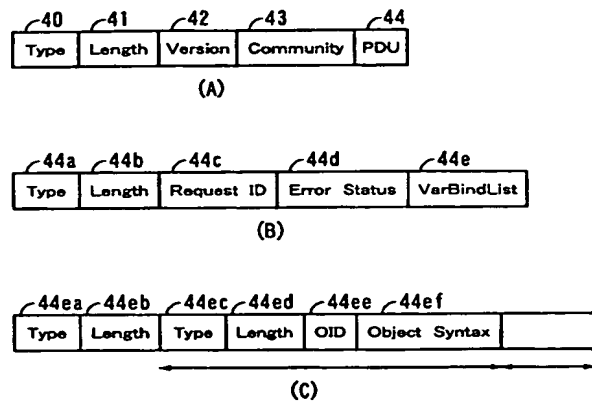 40 41 42 43 44
Type Length Version Community PDU
(A)
44a 44b 44c 44d 44e
Type Length Request ID Error Status VarBindList
(B)
44ea 44eb 44ec 44ed 44ee 44ef
Type Length Type Length OID Object Syntax
(C)